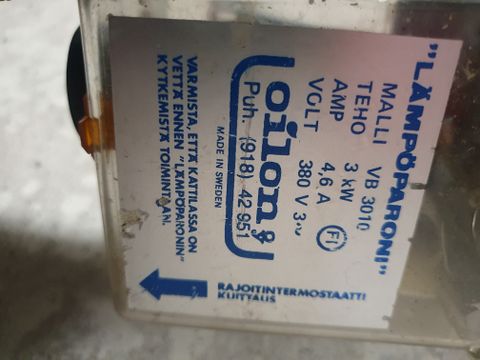 "LÄMPÖPARONI"
MALLI VB 3010
TEHO 3 kW
AMP 4,6 A
VOLT 380 V 3~
FI
oilon
Puh. (918) 42 951
MADE IN SWEDEN
VARMISTA, ETTÄ KATTILASSA ON
VETTÄ ENNEN "LÄMPÖPARONIN"
KYTKEMISTÄ TOIMINTAAN.
RAJOITINTERMOSTAATTI
KUITTAUS